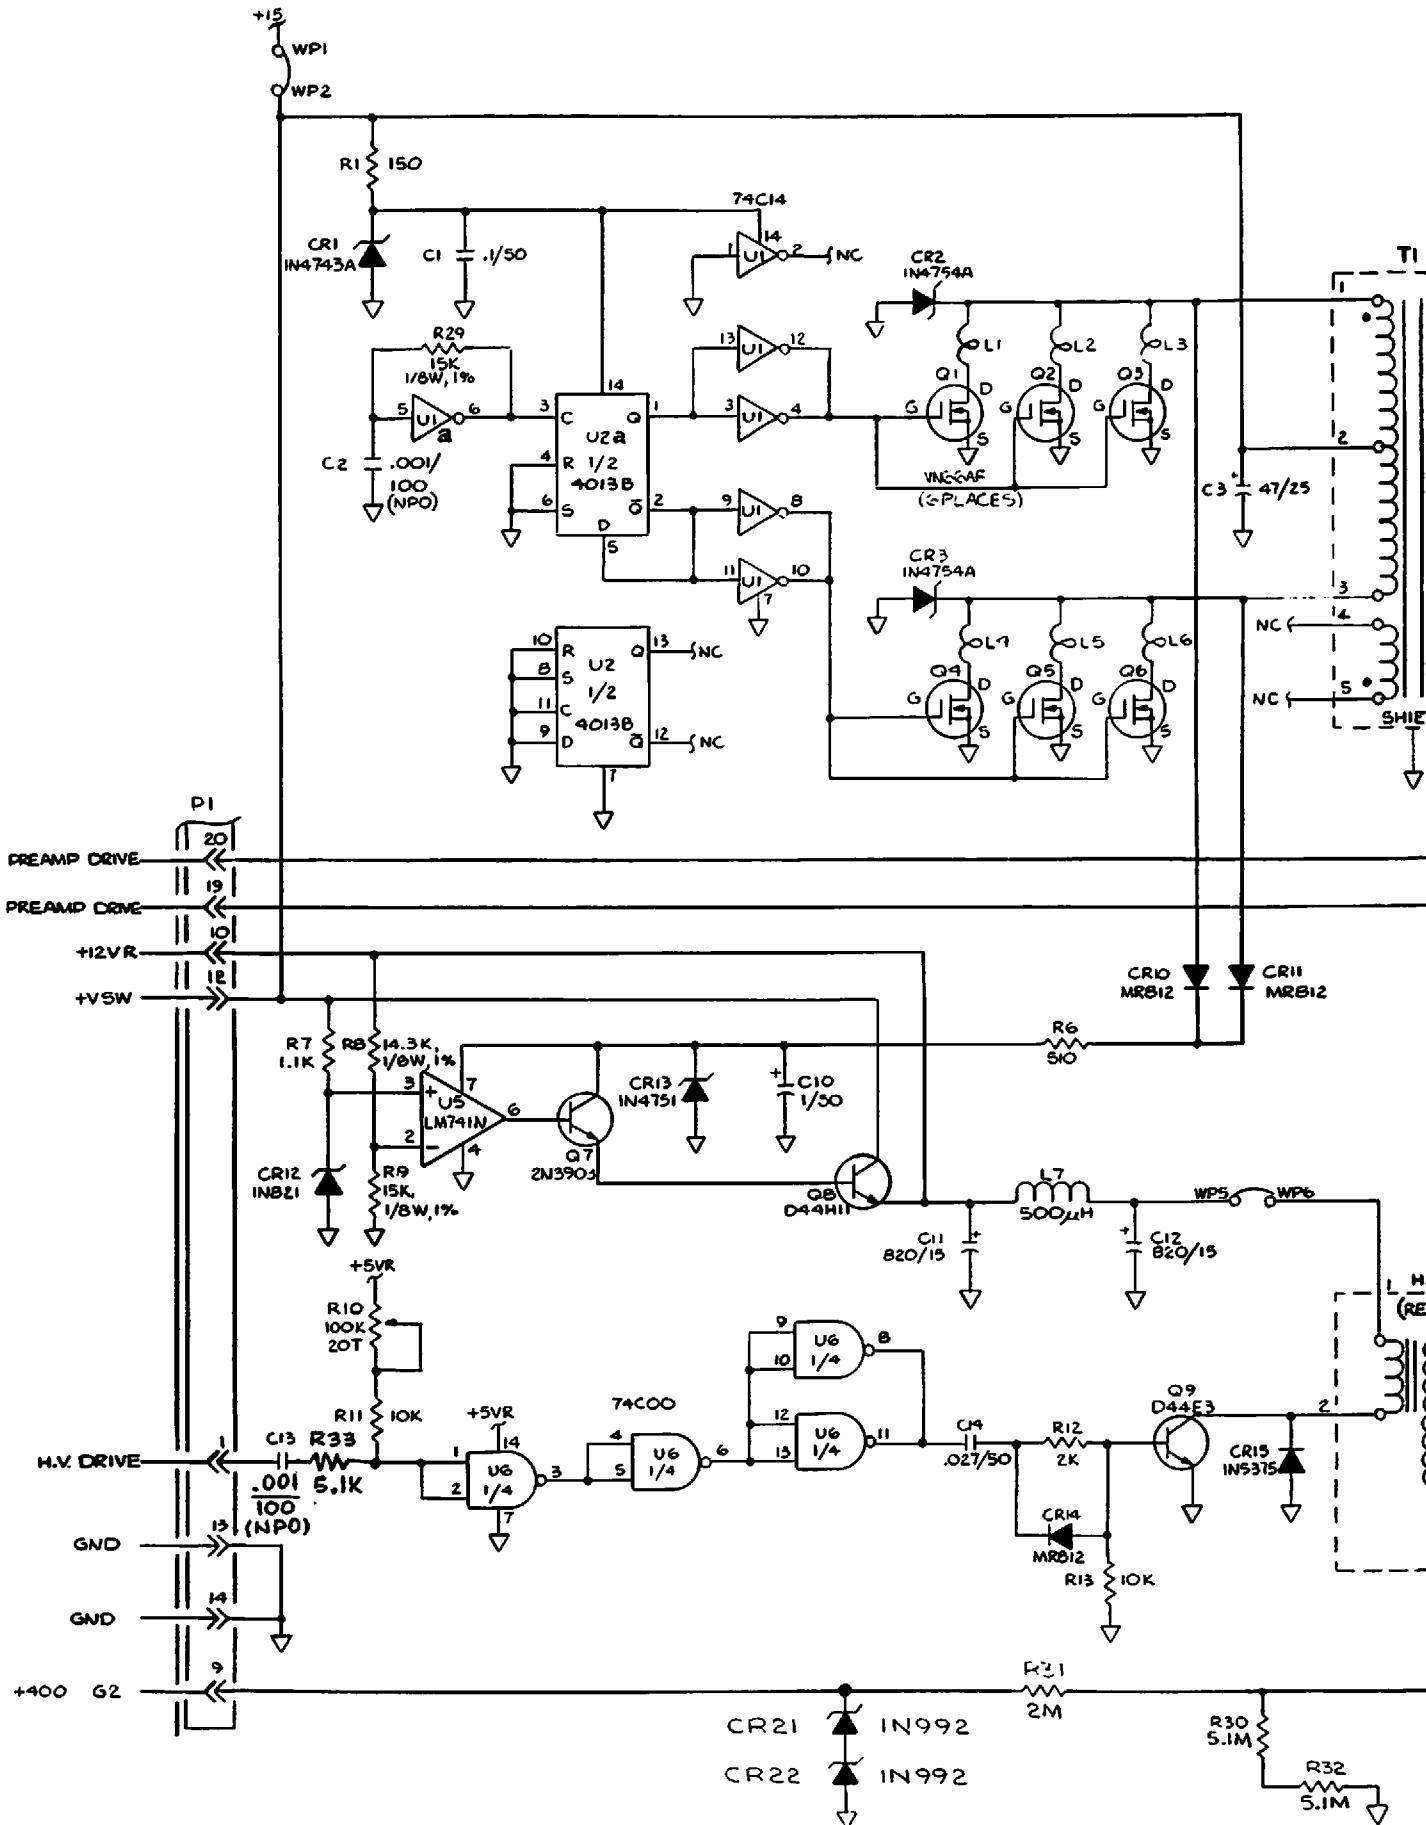 +15
WP1
WP2
R1 150
74C14
CR1
1N4743A
C1 .1/50
1 U1 14 2 NC
CR2
1N4754A
T1
1
R29
15K
1/8W, 1%
13 U1 12
L1 L2 L3
Q1 Q2 Q3
D D D
G G G
S S S
5 U1 6
a
3 C 14 Q 1
3 U1 4
U2a
1/2
4013B
4 R
6 S
Q 2
D
5
C2 .001/
100
(NPO)
9 U1 8
11 U1 10
7
(6 PLACES)
2
C3 + 47/25
CR3
1N4754A
3
L4 L5 L6
NC 4
NC 5
SHIE
Q4 Q5 Q6
D D D
G G G
S S S
10 R Q 13 NC
8 S U2
1/2
11 C
4013B
9 D Q 12 NC
7
P1
20
PREAMP DRIVE
19
PREAMP DRIVE
10
+12VR
12
+VSW
CR10
MR812
CR11
MR812
R7
1.1K
R8 14.3K,
1/8W, 1%
R6
510
3 + 7
U5
LM741N
6
2 - 4
CR13
1N4751
+ C10
1/50
Q7
CR12
1N821
R9
15K,
1/8W, 1%
Q8
D44H11
L7
500µH
WP5 WP6
C11 +
820/15
+ C12
820/15
+5VR
R10
100K
20T
1 H.
(RE
9 U6 8
10 1/4
R11 10K
+5VR
74C00
Q9
D44E3
2
12 U6 11
13 1/4
C14
.027/50
R12
2K
CR15
1N5375
1
H.V. DRIVE
C13 R33
.001 5.1K
100
(NPO)
1 14
U6 3
2 1/4
7
4 U6 6
5 1/4
CR14
MR812
R13 10K
13
GND
14
GND
9
+400 G2
R31
2M
CR21 1N992
CR22 1N992
R30
5.1M
R32
5.1M